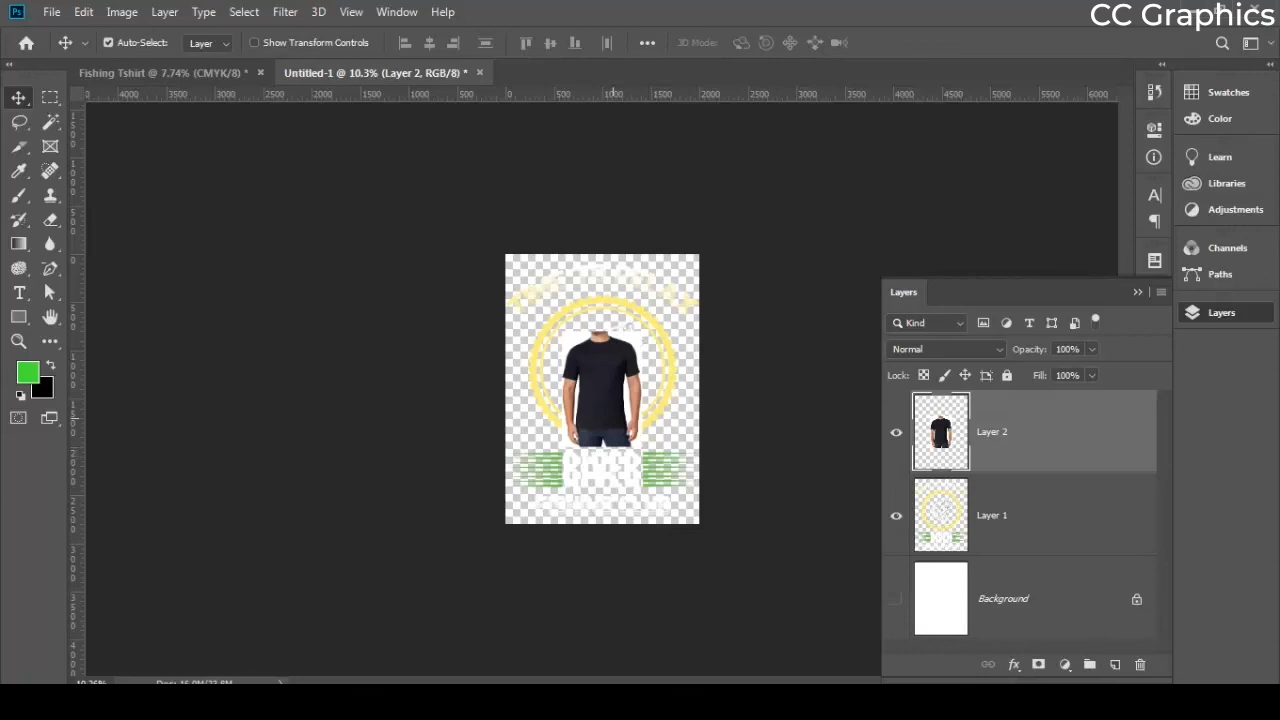 CC Graphics
Ps File Edit Image Layer Type Select Filter 3D View Window Help
Auto-Select: Layer Show Transform Controls 3D Mode:
Fishing Tshirt @ 7.74% (CMYK/8) * Untitled-1 @ 10.3% (Layer 2, RGB/8) *
4000 3500 3000 2500 2000 1500 1000 500 0 500 1000 1500 2000 2500 3000 3500 4000 4500 5000 5500 6000
Swatches
Color
Learn
Libraries
Adjustments
Channels
Paths
Layers
Layers
Kind
Normal Opacity: 100%
Lock: Fill: 100%
Layer 2
Layer 1
Background
BIKER